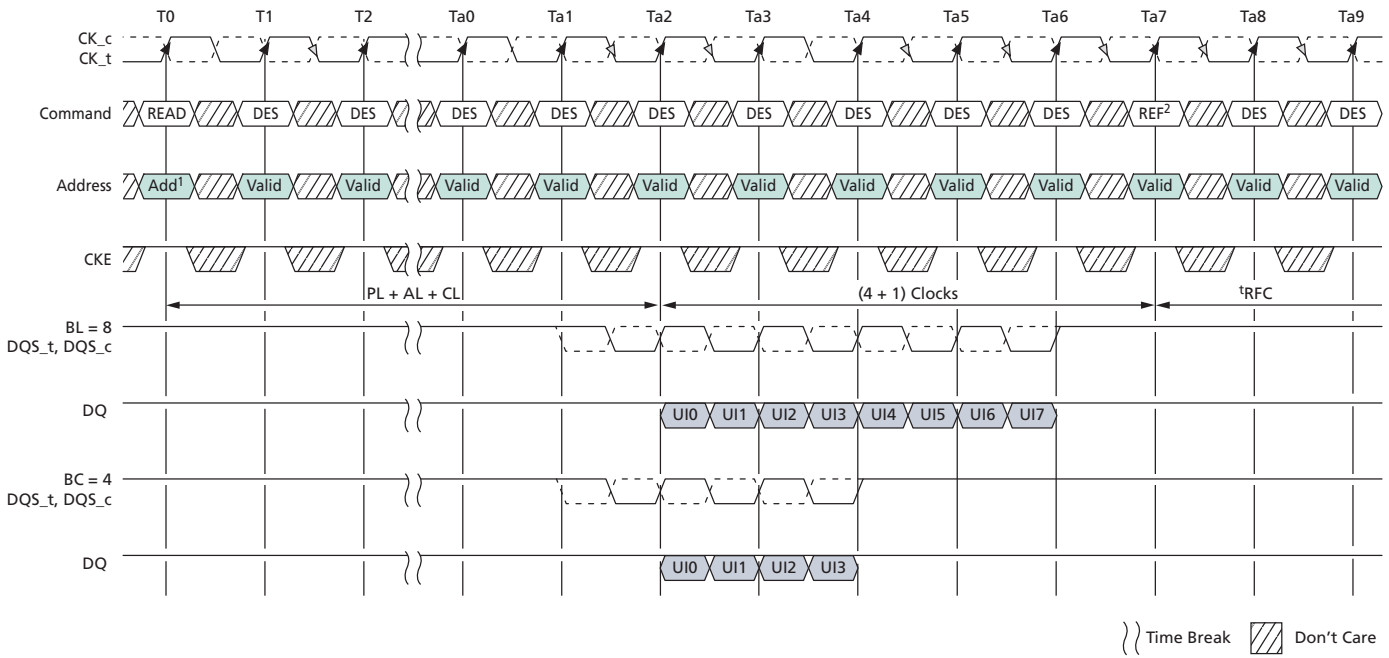 T0 T1 T2 Ta0 Ta1 Ta2 Ta3 Ta4 Ta5 Ta6 Ta7 Ta8 Ta9
CK_c
CK_t
Command READ DES DES DES DES DES DES DES DES DES REF² DES DES
Address Add¹ Valid Valid Valid Valid Valid Valid Valid Valid Valid Valid Valid Valid
CKE
PL + AL + CL (4 + 1) Clocks ᵗRFC
BL = 8
DQS_t, DQS_c
DQ UI0 UI1 UI2 UI3 UI4 UI5 UI6 UI7
BC = 4
DQS_t, DQS_c
DQ UI0 UI1 UI2 UI3
Time Break Don't Care